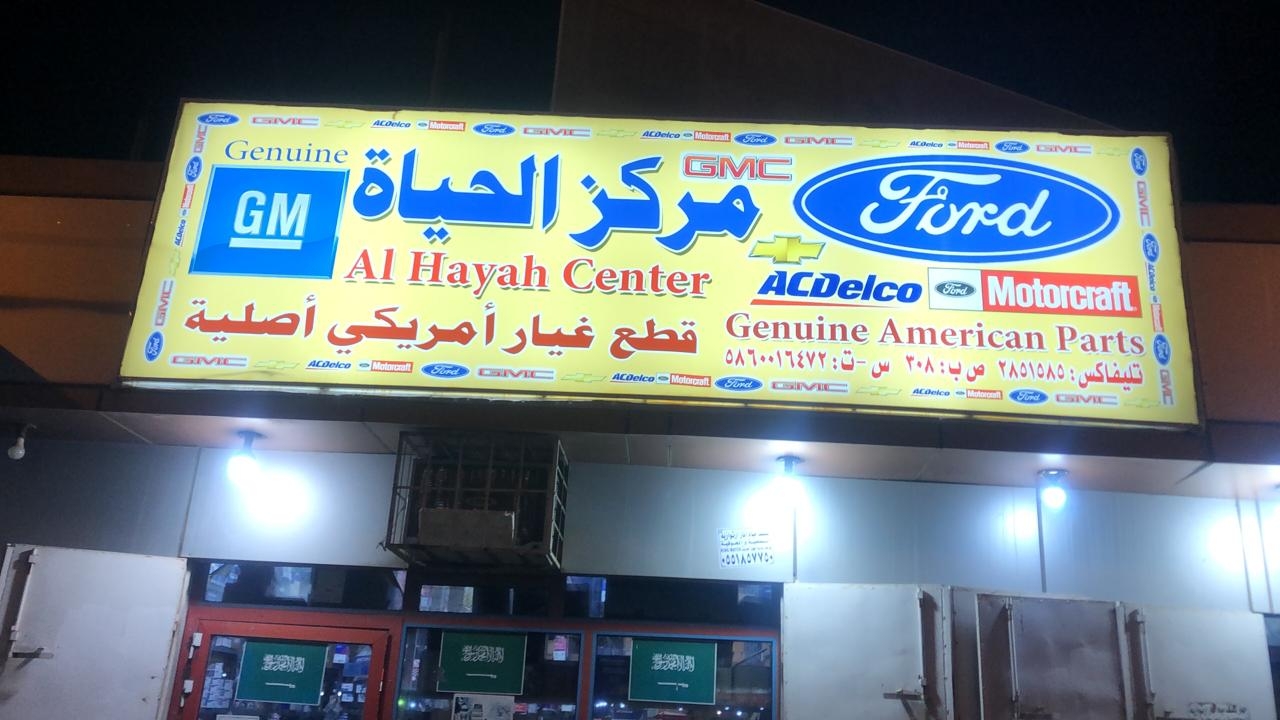 Genuine
GM
مركز الحياة
GMC
Ford
Al Hayah Center
ACDelco
Ford Motorcraft
قطع غيار أمريكي أصلية
Genuine American Parts
تليفاكس: ٢٨٥١٥٨٥ ص ب: ٣٠٨ س-ت: ٥٨٦٠٠١٦٤٧٢
٠٥٥١٨٥٧٧٥٠